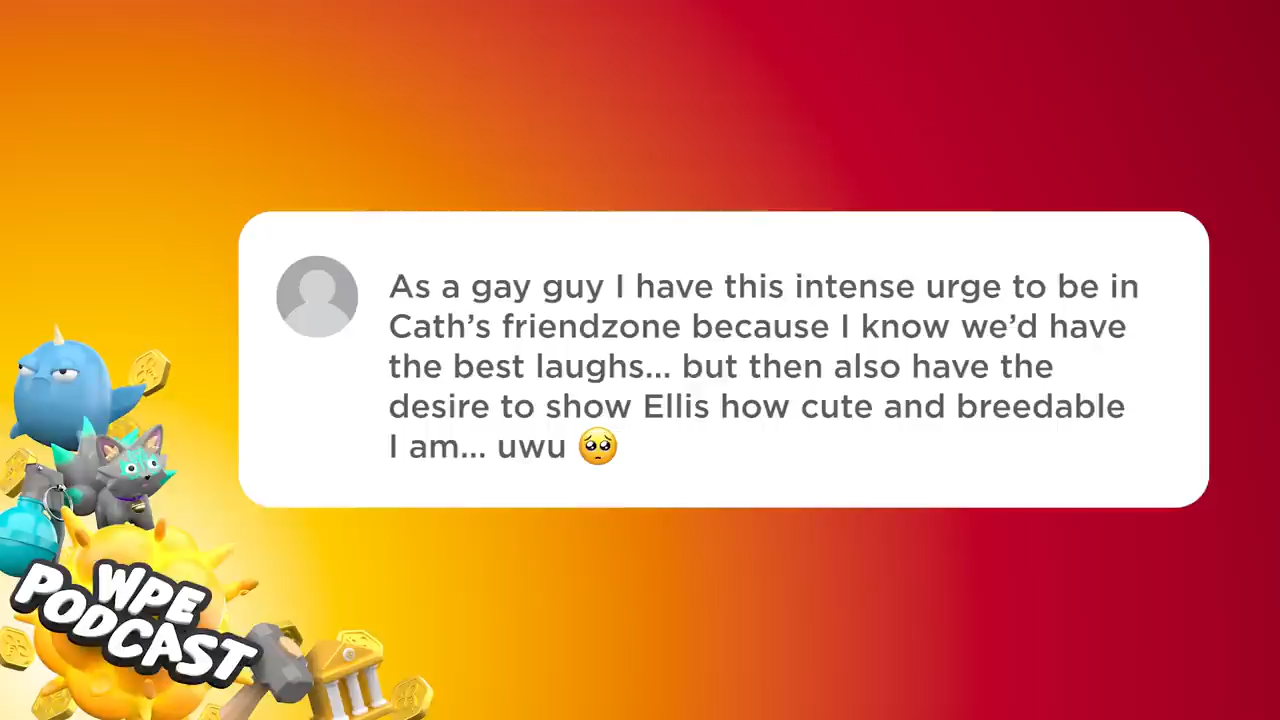 As a gay guy I have this intense urge to be in
Cath’s friendzone because I know we’d have
the best laughs... but then also have the
desire to show Ellis how cute and breedable
I am... uwu 🥺
WPE
PODCAST